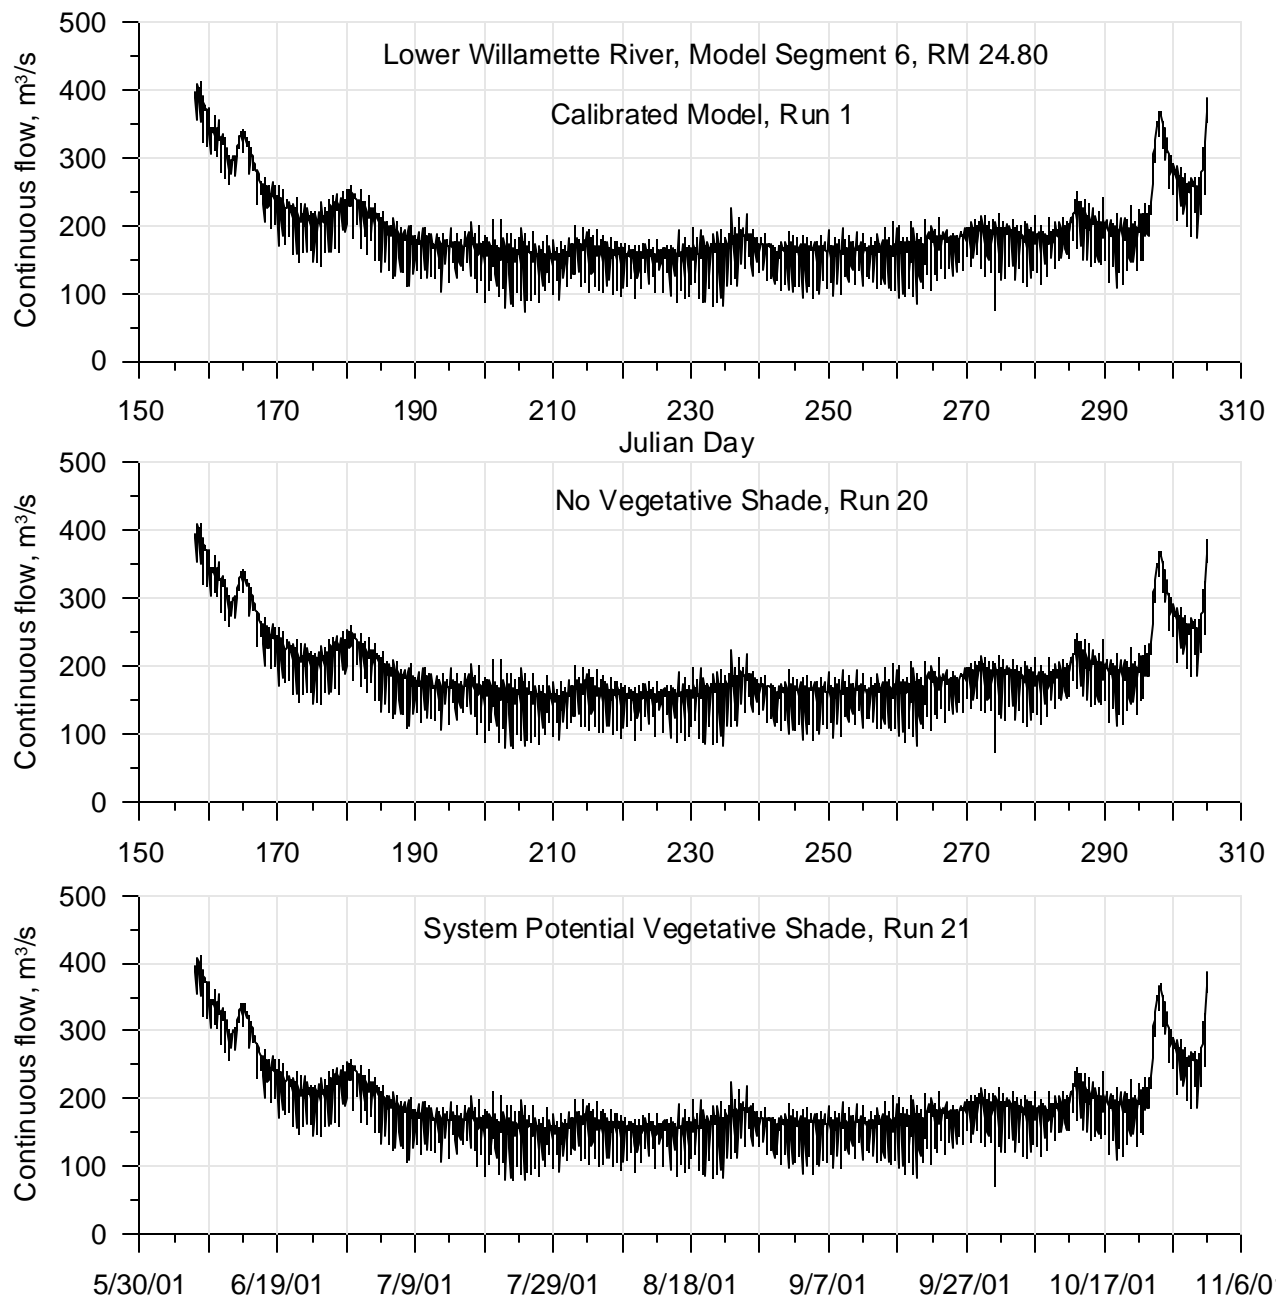 Lower Willamette River, Model Segment 6, RM 24.80
Calibrated Model, Run 1
Continuous flow, m³/s
500
400
300
200
100
0
150 170 190 210 230 250 270 290 310
Julian Day
No Vegetative Shade, Run 20
Continuous flow, m³/s
500
400
300
200
100
0
150 170 190 210 230 250 270 290 310
System Potential Vegetative Shade, Run 21
Continuous flow, m³/s
500
400
300
200
100
0
5/30/01 6/19/01 7/9/01 7/29/01 8/18/01 9/7/01 9/27/01 10/17/01 11/6/0